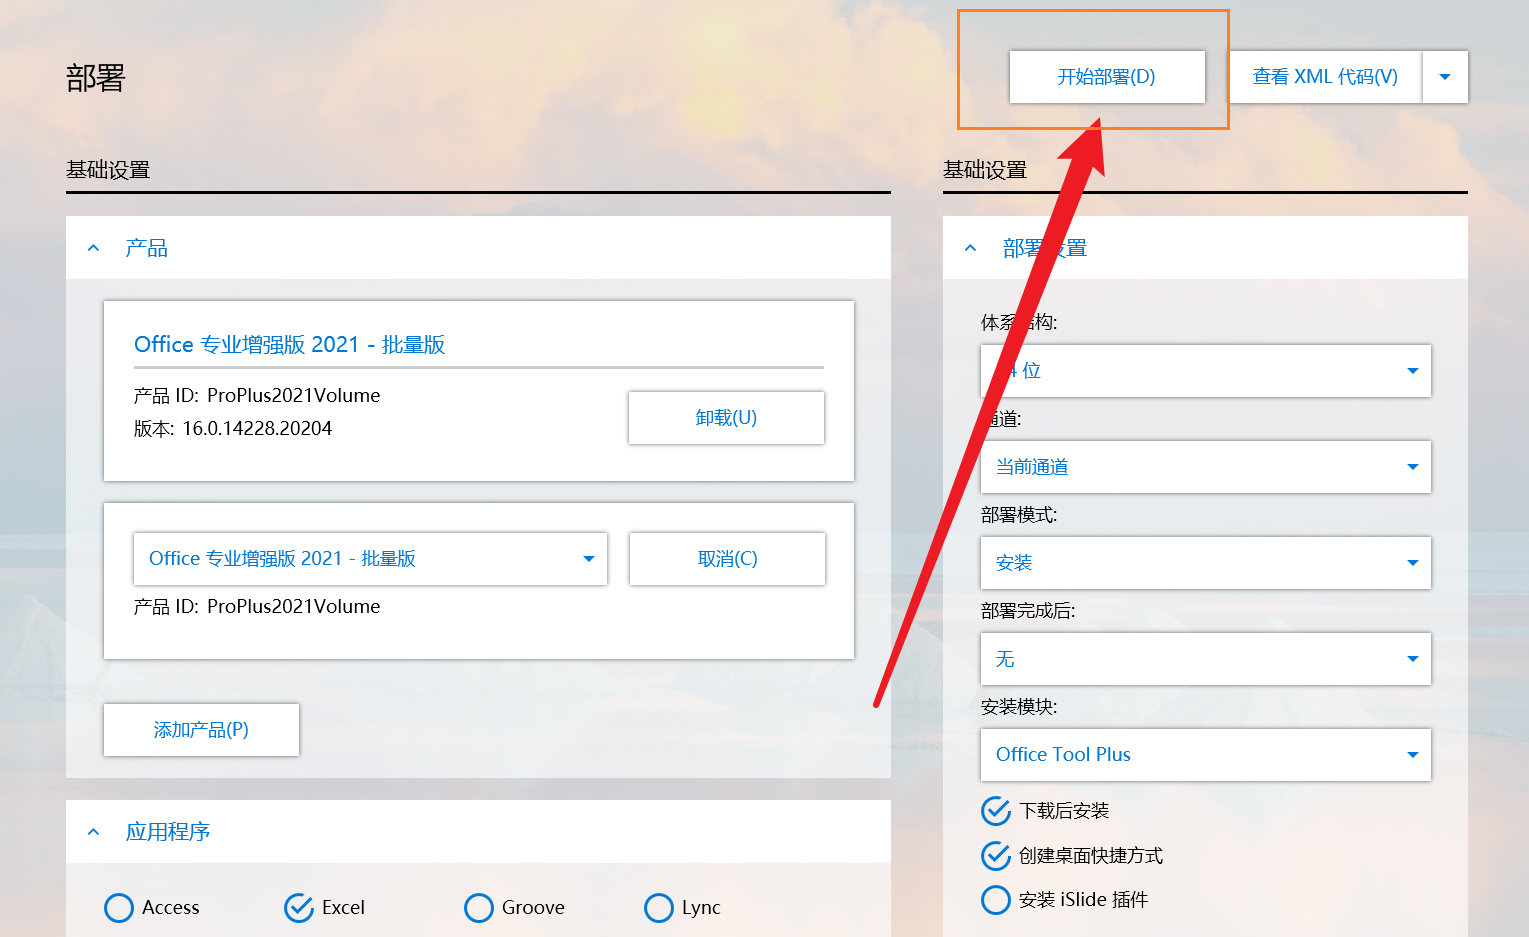 部署
开始部署(D)
查看 XML 代码(V)
基础设置
产品
Office 专业增强版 2021 - 批量版
产品 ID: ProPlus2021Volume
版本: 16.0.14228.20204
卸载(U)
Office 专业增强版 2021 - 批量版
取消(C)
产品 ID: ProPlus2021Volume
添加产品(P)
应用程序
Access
Excel
Groove
Lync
基础设置
部署设置
体系结构:
位
通道:
当前通道
部署模式:
安装
部署完成后:
无
安装模块:
Office Tool Plus
下载后安装
创建桌面快捷方式
安装 iSlide 插件